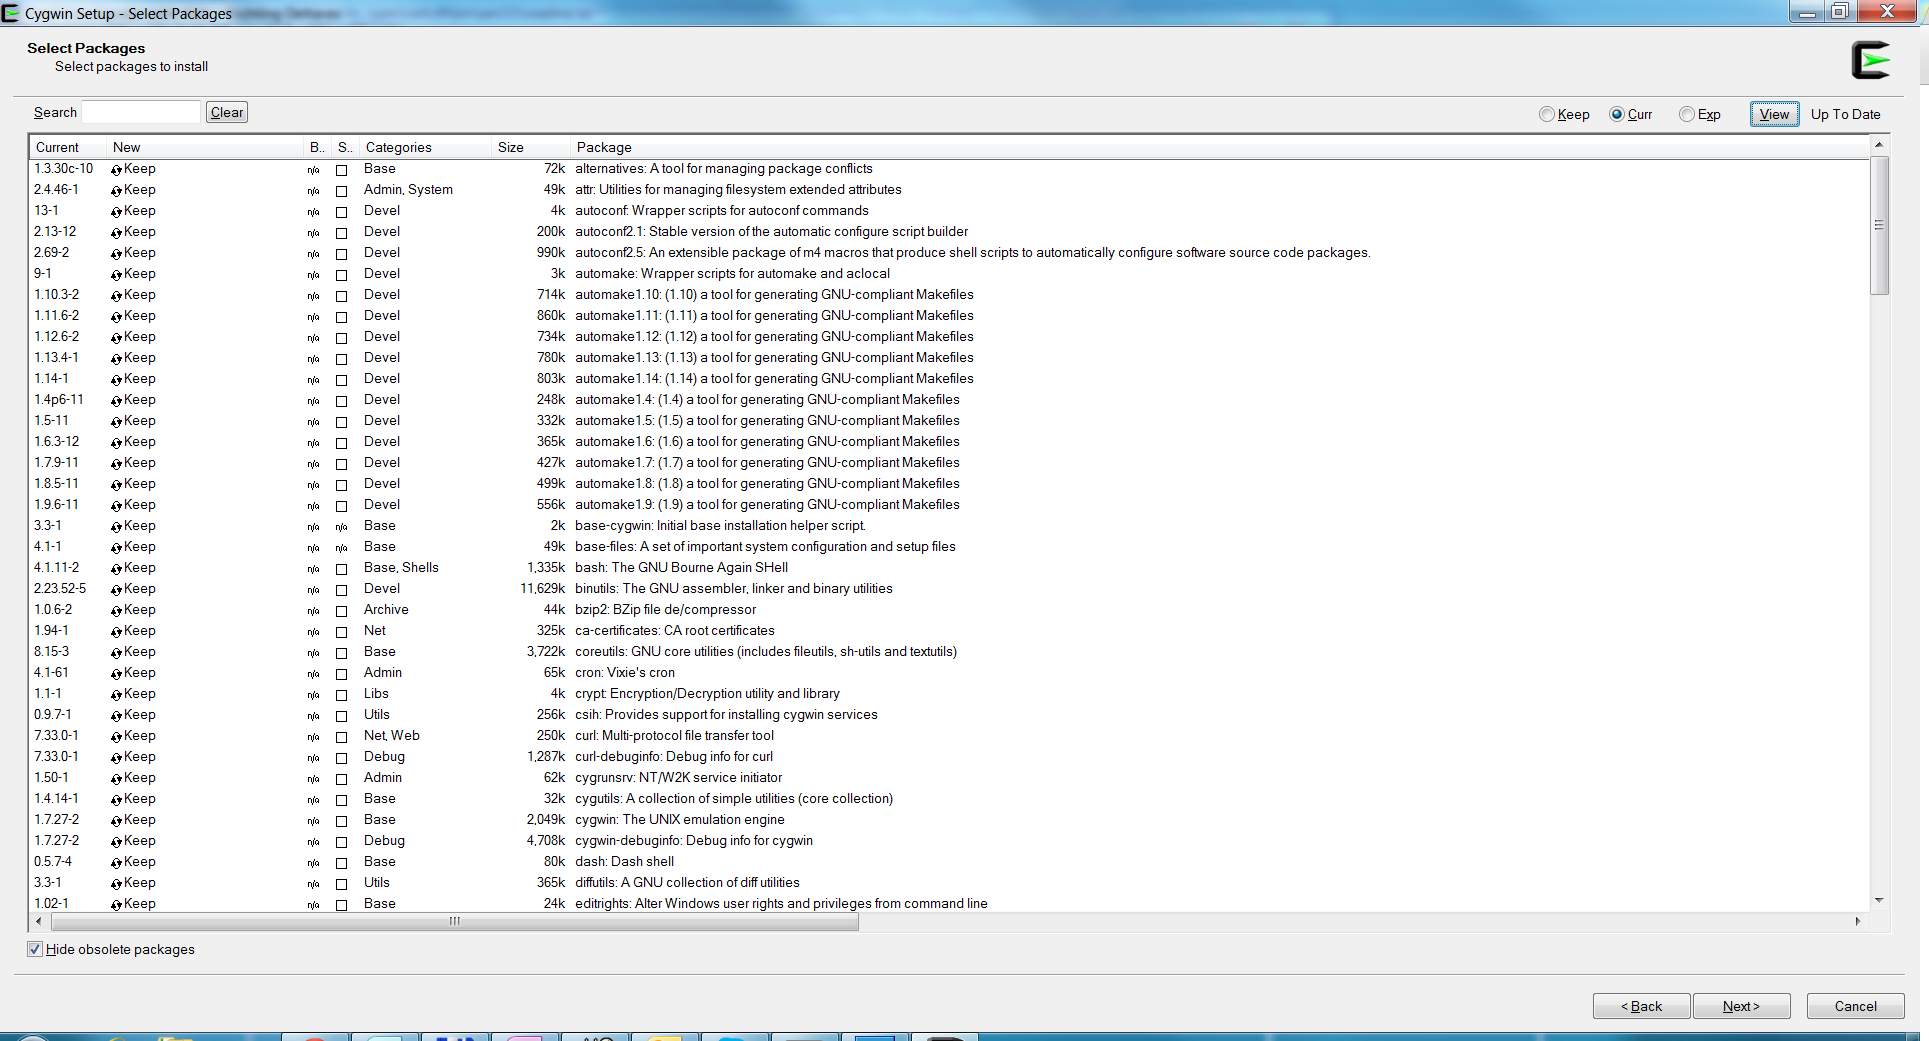 Cygwin Setup - Select Packages
Select Packages
Select packages to install
Search Clear Keep Curr Exp View Up To Date
Current New B.. S.. Categories Size Package
1.3.30c-10 Keep n/a Base 72k alternatives: A tool for managing package conflicts
2.4.46-1 Keep n/a Admin, System 49k attr: Utilities for managing filesystem extended attributes
13-1 Keep n/a Devel 4k autoconf: Wrapper scripts for autoconf commands
2.13-12 Keep n/a Devel 200k autoconf2.1: Stable version of the automatic configure script builder
2.69-2 Keep n/a Devel 990k autoconf2.5: An extensible package of m4 macros that produce shell scripts to automatically configure software source code packages.
9-1 Keep n/a Devel 3k automake: Wrapper scripts for automake and aclocal
1.10.3-2 Keep n/a Devel 714k automake1.10: (1.10) a tool for generating GNU-compliant Makefiles
1.11.6-2 Keep n/a Devel 860k automake1.11: (1.11) a tool for generating GNU-compliant Makefiles
1.12.6-2 Keep n/a Devel 734k automake1.12: (1.12) a tool for generating GNU-compliant Makefiles
1.13.4-1 Keep n/a Devel 780k automake1.13: (1.13) a tool for generating GNU-compliant Makefiles
1.14-1 Keep n/a Devel 803k automake1.14: (1.14) a tool for generating GNU-compliant Makefiles
1.4p6-11 Keep n/a Devel 248k automake1.4: (1.4) a tool for generating GNU-compliant Makefiles
1.5-11 Keep n/a Devel 332k automake1.5: (1.5) a tool for generating GNU-compliant Makefiles
1.6.3-12 Keep n/a Devel 365k automake1.6: (1.6) a tool for generating GNU-compliant Makefiles
1.7.9-11 Keep n/a Devel 427k automake1.7: (1.7) a tool for generating GNU-compliant Makefiles
1.8.5-11 Keep n/a Devel 499k automake1.8: (1.8) a tool for generating GNU-compliant Makefiles
1.9.6-11 Keep n/a Devel 556k automake1.9: (1.9) a tool for generating GNU-compliant Makefiles
3.3-1 Keep n/a n/a Base 2k base-cygwin: Initial base installation helper script.
4.1-1 Keep n/a n/a Base 49k base-files: A set of important system configuration and setup files
4.1.11-2 Keep n/a Base, Shells 1,335k bash: The GNU Bourne Again SHell
2.23.52-5 Keep n/a Devel 11,629k binutils: The GNU assembler, linker and binary utilities
1.0.6-2 Keep n/a Archive 44k bzip2: BZip file de/compressor
1.94-1 Keep n/a Net 325k ca-certificates: CA root certificates
8.15-3 Keep n/a Base 3,722k coreutils: GNU core utilities (includes fileutils, sh-utils and textutils)
4.1-61 Keep n/a Admin 65k cron: Vixie's cron
1.1-1 Keep n/a Libs 4k crypt: Encryption/Decryption utility and library
0.9.7-1 Keep n/a Utils 256k csih: Provides support for installing cygwin services
7.33.0-1 Keep n/a Net, Web 250k curl: Multi-protocol file transfer tool
7.33.0-1 Keep n/a Debug 1,287k curl-debuginfo: Debug info for curl
1.50-1 Keep n/a Admin 62k cygrunsrv: NT/W2K service initiator
1.4.14-1 Keep n/a Base 32k cygutils: A collection of simple utilities (core collection)
1.7.27-2 Keep n/a Base 2,049k cygwin: The UNIX emulation engine
1.7.27-2 Keep n/a Debug 4,708k cygwin-debuginfo: Debug info for cygwin
0.5.7-4 Keep n/a Base 80k dash: Dash shell
3.3-1 Keep n/a Utils 365k diffutils: A GNU collection of diff utilities
1.02-1 Keep n/a Base 24k editrights: Alter Windows user rights and privileges from command line
Hide obsolete packages
< Back Next > Cancel